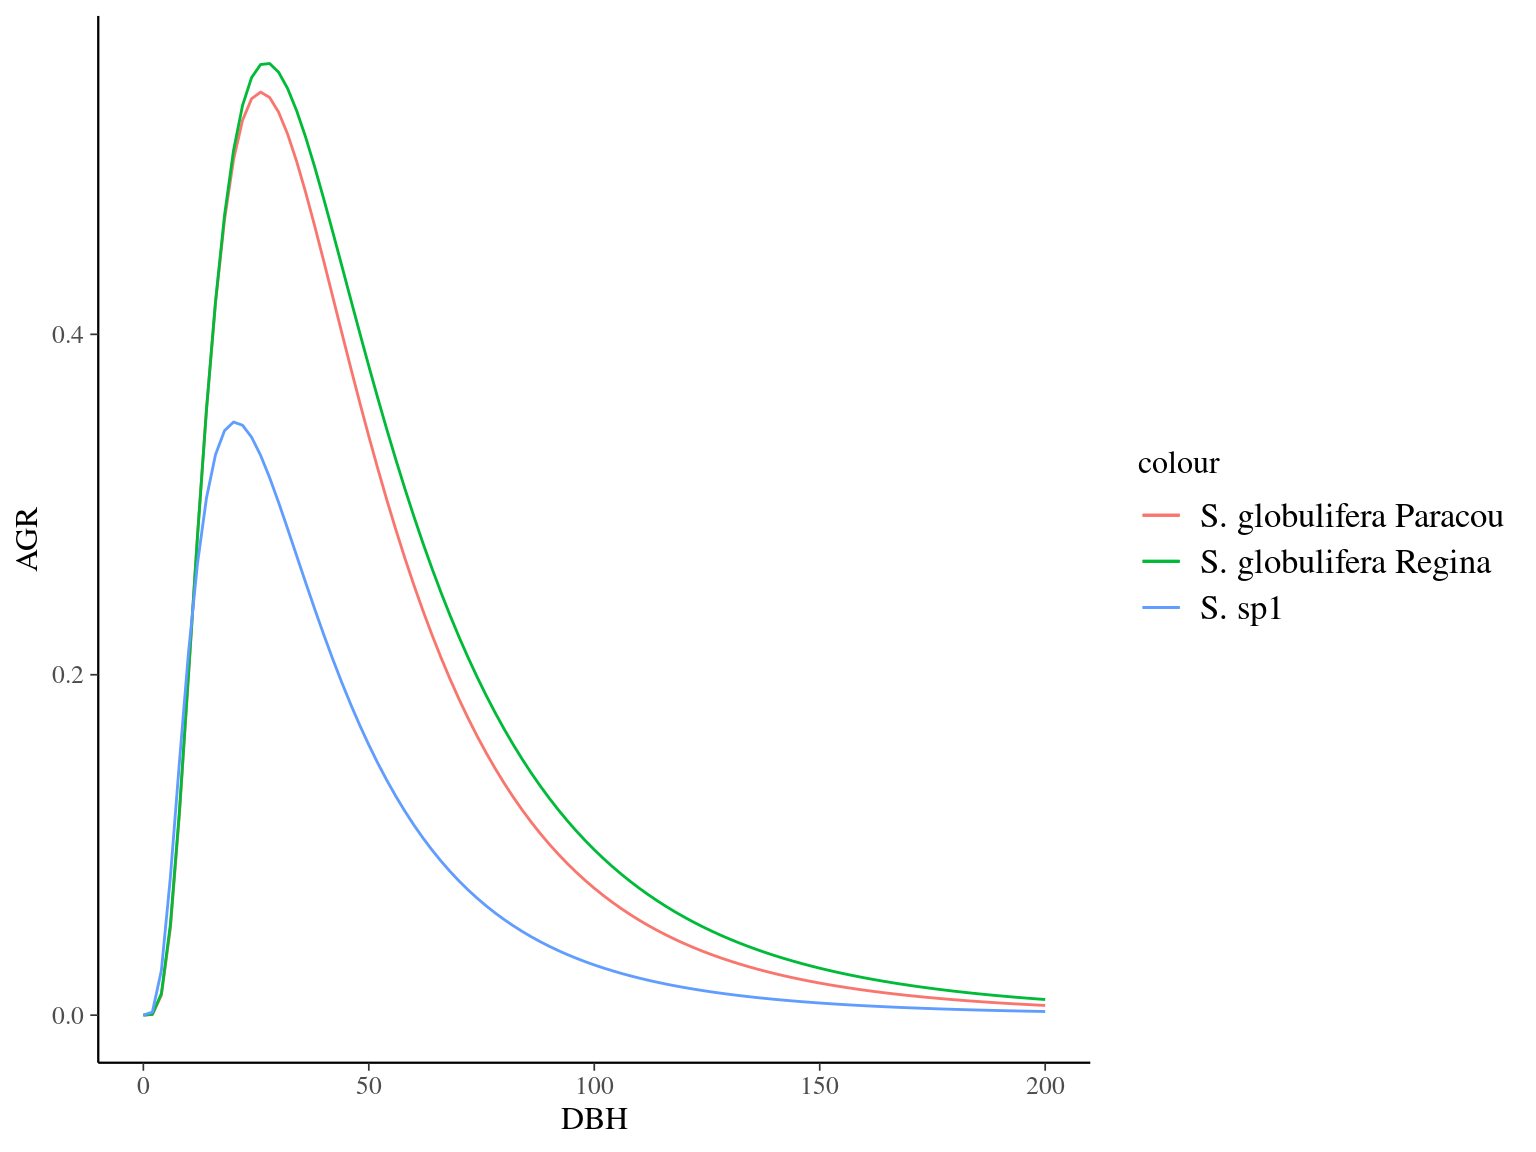 AGR
0.4
0.2
0.0
0 50 100 150 200
DBH
colour
S. globulifera Paracou
S. globulifera Regina
S. sp1